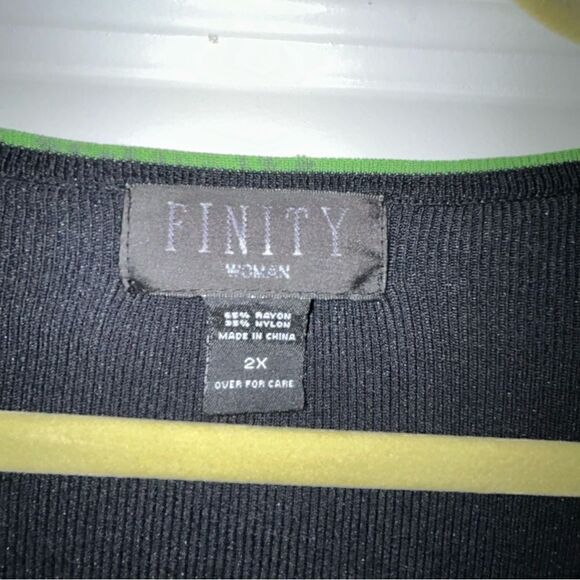 FINITY
WOMAN
65% RAYON
35% NYLON
MADE IN CHINA
2X
OVER FOR CARE